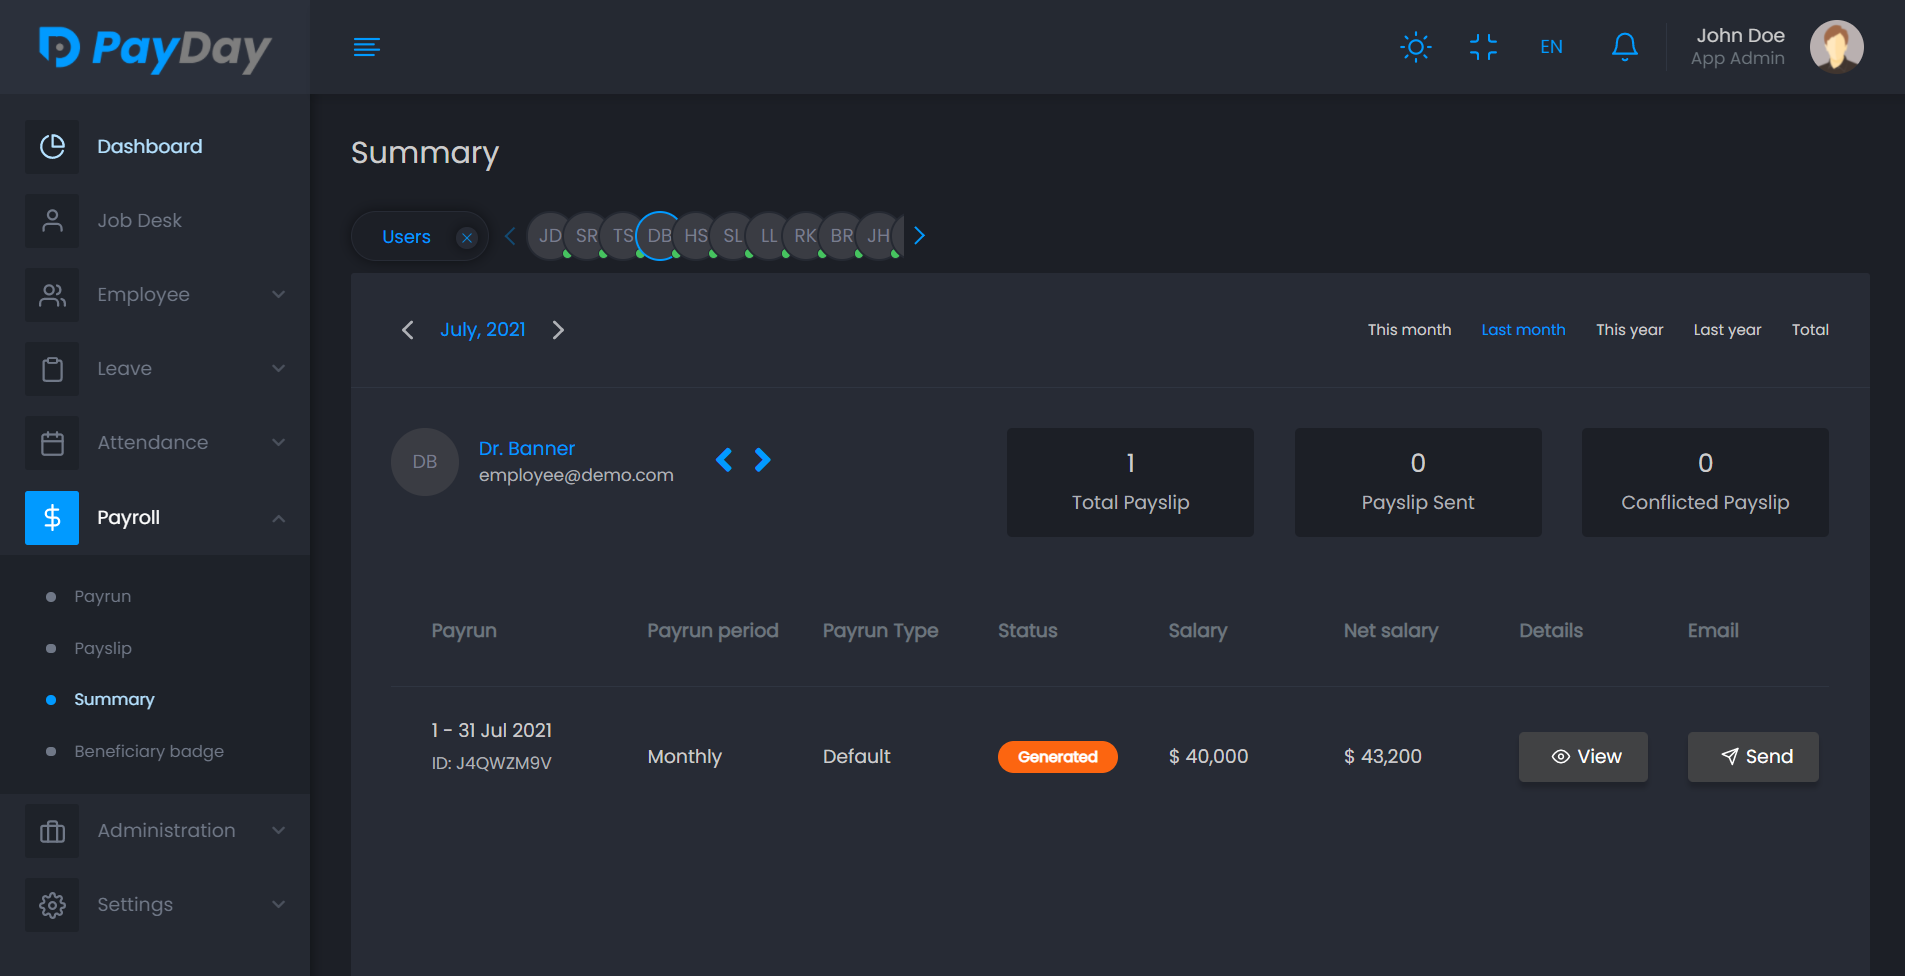 PayDay
EN
John Doe
App Admin
Dashboard
Job Desk
Employee
Leave
Attendance
Payroll
Payrun
Payslip
Summary
Beneficiary badge
Administration
Settings
Summary
Users
JD SR TS DB HS SL LL RK BR JH
July, 2021
This month Last month This year Last year Total
DB
Dr. Banner
employee@demo.com
1
Total Payslip
0
Payslip Sent
0
Conflicted Payslip
Payrun Payrun period Payrun Type Status Salary Net salary Details Email
1 - 31 Jul 2021
ID: J4QWZM9V
Monthly Default Generated $ 40,000 $ 43,200 View Send